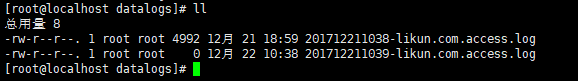 [root@localhost datalogs]# ll
总用量 8
-rw-r--r--. 1 root root 4992 12月 21 18:59 201712211038-likun.com.access.log
-rw-r--r--. 1 root root    0 12月 22 10:38 201712211039-likun.com.access.log
[root@localhost datalogs]#